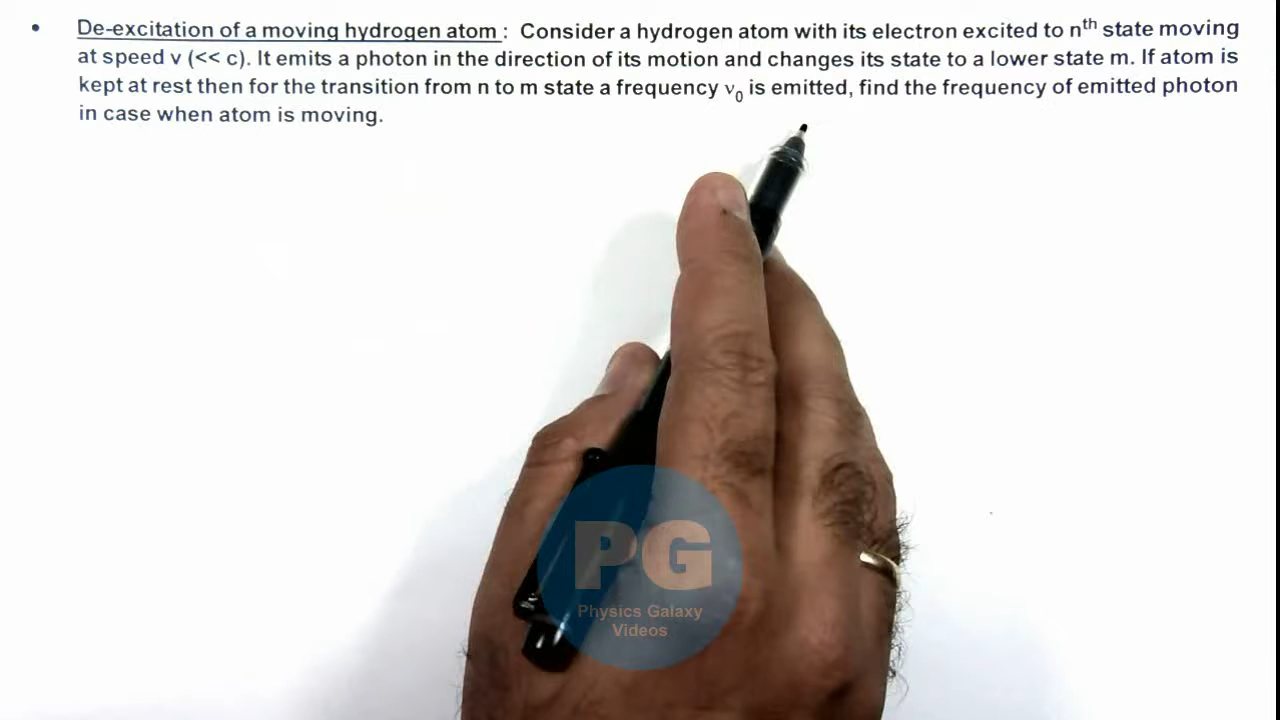 • De-excitation of a moving hydrogen atom : Consider a hydrogen atom with its electron excited to nth state moving
at speed v (<< c). It emits a photon in the direction of its motion and changes its state to a lower state m. If atom is
kept at rest then for the transition from n to m state a frequency ν0 is emitted, find the frequency of emitted photon
in case when atom is moving.
PG
Physics Galaxy
Videos